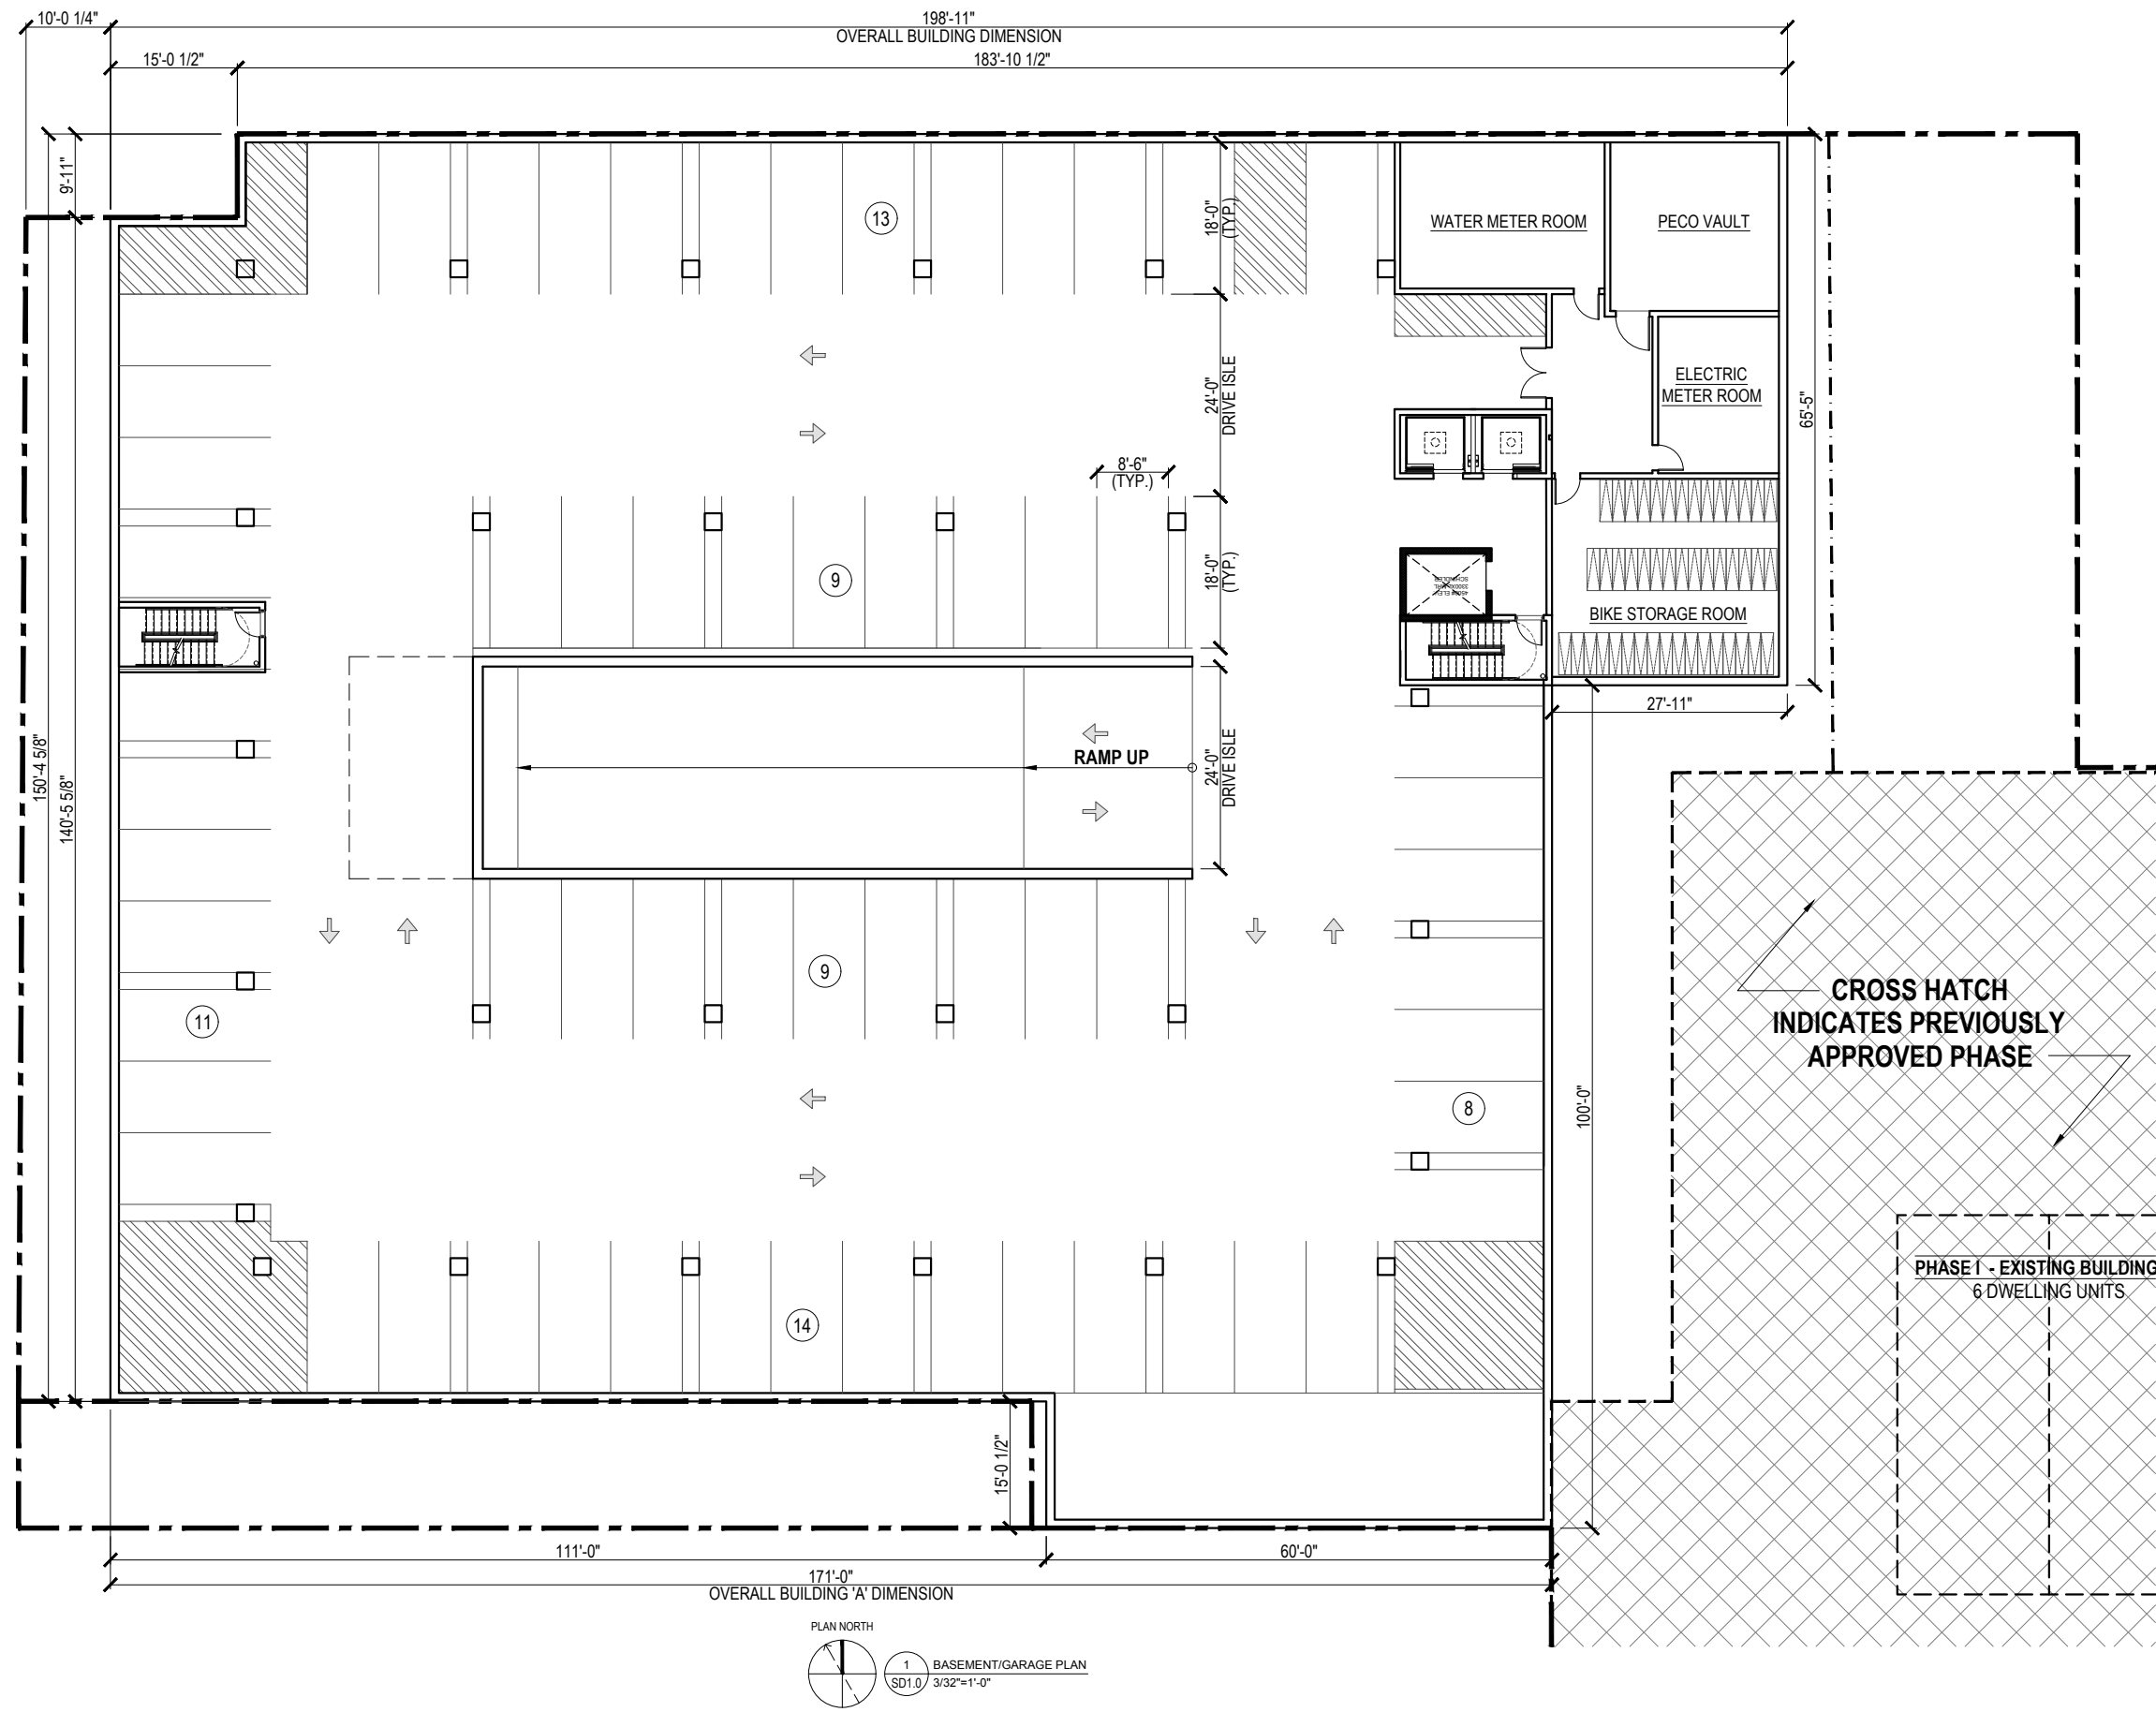 10'-0 1/4"
198'-11"
OVERALL BUILDING DIMENSION
15'-0 1/2"
183'-10 1/2"
9'-11"
13
18'-0"
(TYP.)
WATER METER ROOM
PECO VAULT
24'-0"
DRIVE ISLE
ELECTRIC
METER ROOM
65'-5"
8'-6"
(TYP.)
9
18'-0"
(TYP.)
BIKE STORAGE ROOM
27'-11"
150'-4 5/8"
140'-5 5/8"
RAMP UP
24'-0"
DRIVE ISLE
9
11
CROSS HATCH
INDICATES PREVIOUSLY
APPROVED PHASE
8
100'-0"
PHASE I - EXISTING BUILDING
6 DWELLING UNITS
14
15'-0 1/2"
111'-0"
60'-0"
171'-0"
OVERALL BUILDING 'A' DIMENSION
PLAN NORTH
1
SD1.0
BASEMENT/GARAGE PLAN
3/32"=1'-0"